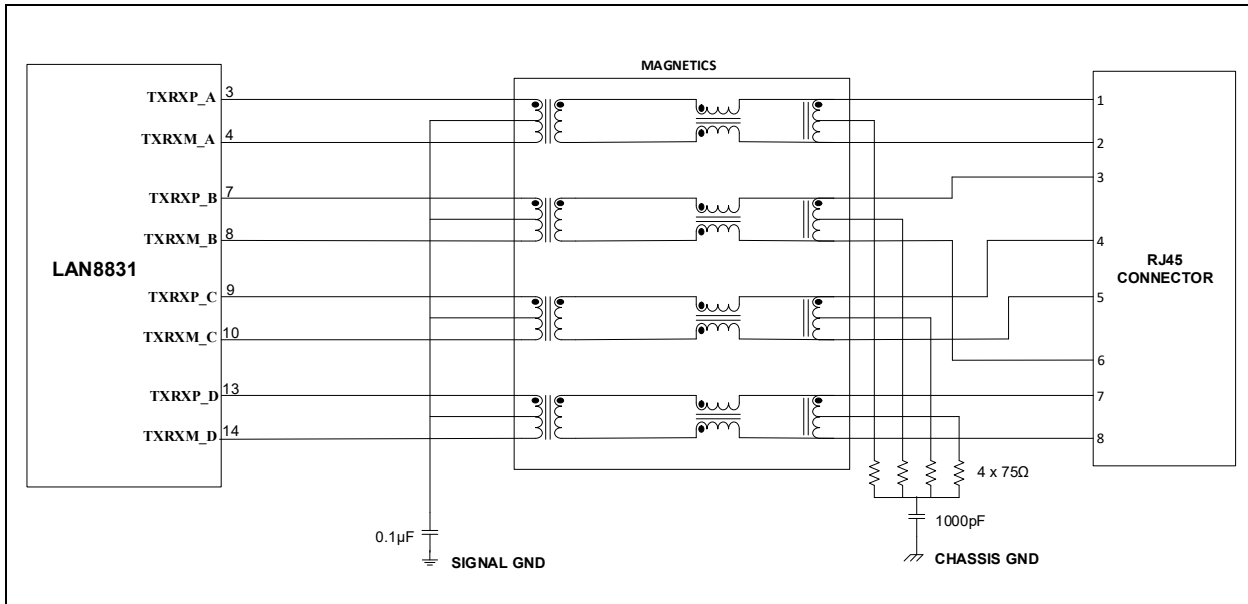 MAGNETICS
LAN8831
TXRXP_A 3
TXRXM_A 4
TXRXP_B 7
TXRXM_B 8
TXRXP_C 9
TXRXM_C 10
TXRXP_D 13
TXRXM_D 14
1
2
3
4
5
6
7
8
RJ45
CONNECTOR
4 x 75Ω
1000pF
CHASSIS GND
0.1µF
SIGNAL GND